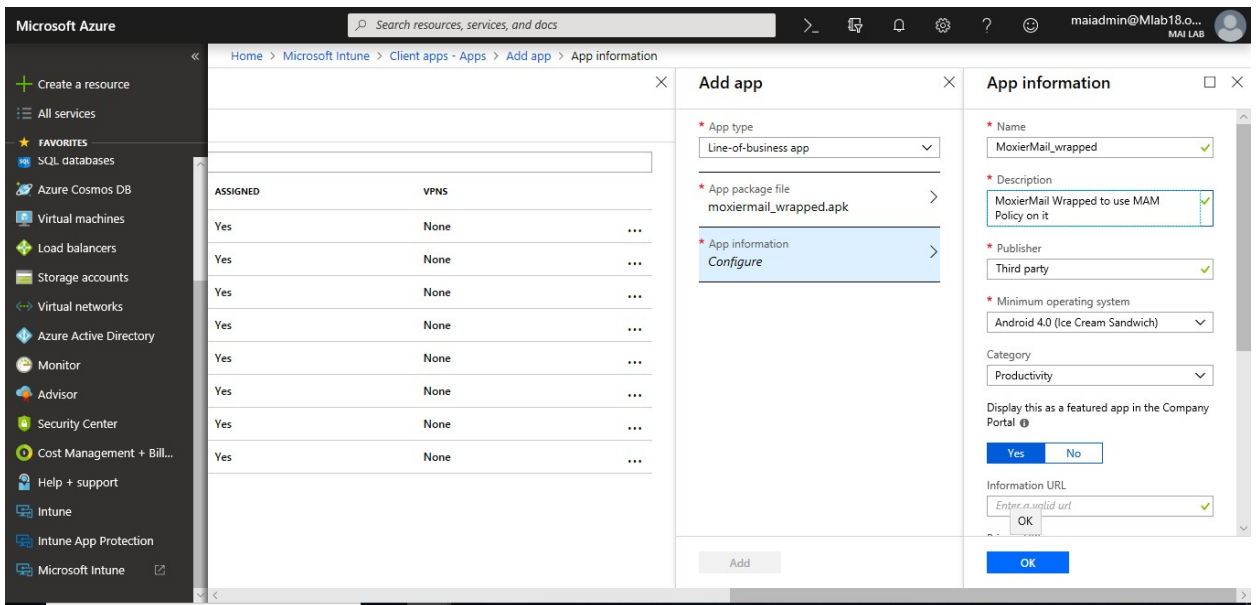 Microsoft Azure
Search resources, services, and docs
maiadmin@Mlab18.o...
MAI LAB
Home > Microsoft Intune > Client apps - Apps > Add app > App information
Create a resource
All services
FAVORITES
SQL databases
Azure Cosmos DB
Virtual machines
Load balancers
Storage accounts
Virtual networks
Azure Active Directory
Monitor
Advisor
Security Center
Cost Management + Bill...
Help + support
Intune
Intune App Protection
Microsoft Intune
ASSIGNED VPNS
Yes None ...
Yes None ...
Yes None ...
Yes None ...
Yes None ...
Yes None ...
Yes None ...
Yes None ...
Add app
* App type
Line-of-business app
* App package file
moxiermail_wrapped.apk
* App information
Configure
Add
App information
* Name
MoxierMail_wrapped
* Description
MoxierMail Wrapped to use MAM
Policy on it
* Publisher
Third party
* Minimum operating system
Android 4.0 (Ice Cream Sandwich)
Category
Productivity
Display this as a featured app in the Company
Portal
Yes No
Information URL
Enter a valid url
OK
OK